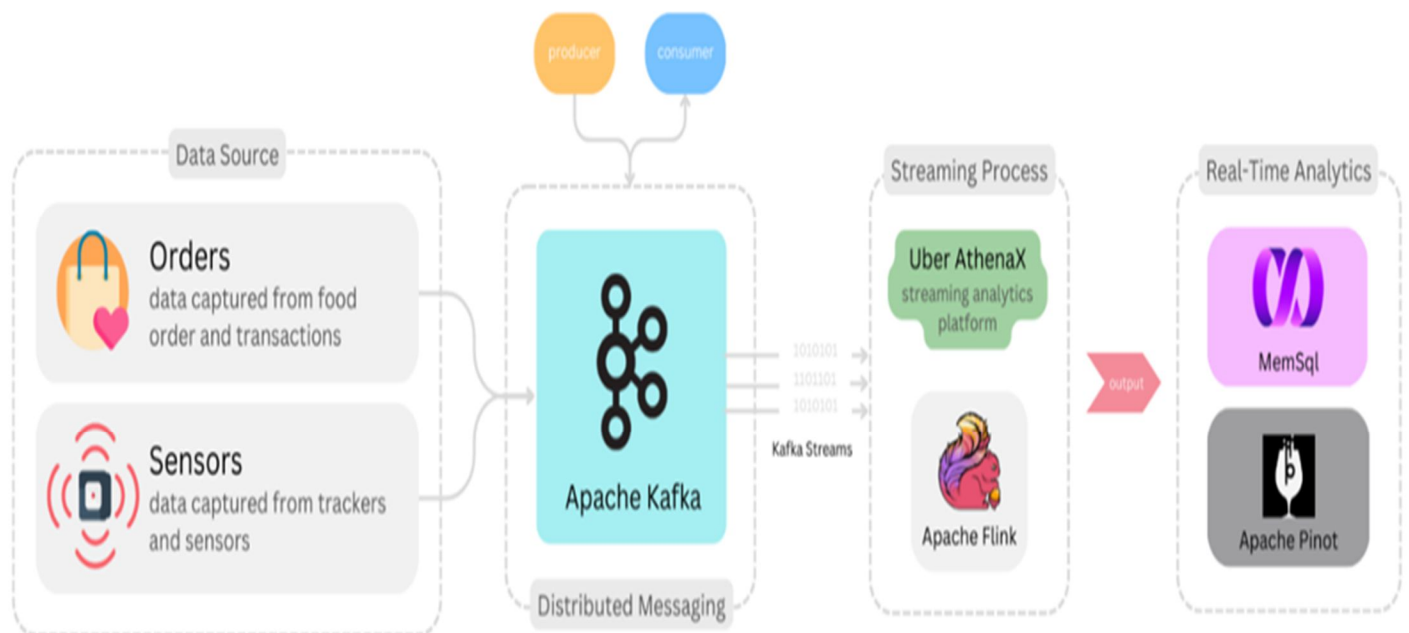 producer
consumer
Data Source
Orders
data captured from food
order and transactions
Sensors
data captured from trackers
and sensors
Apache Kafka
Distributed Messaging
1010101
1101101
1010101
Kafka Streams
Streaming Process
Uber AthenaX
streaming analytics
platform
Apache Flink
output
Real-Time Analytics
MemSql
p
Apache Pinot